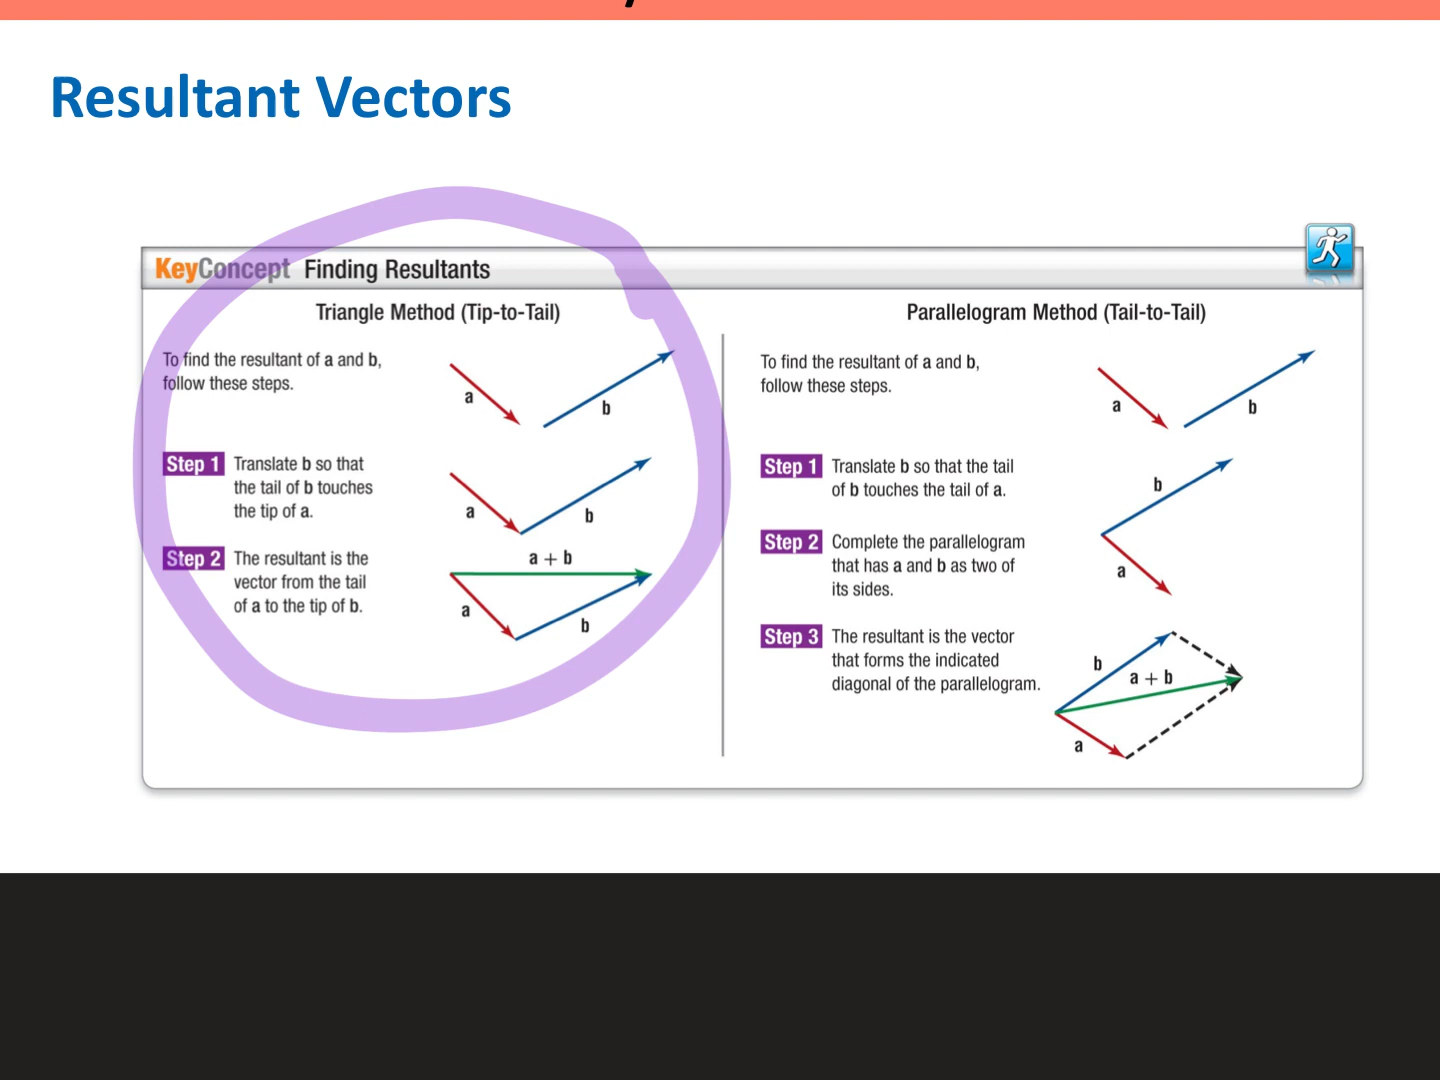 Resultant Vectors
KeyConcept Finding Resultants
Triangle Method (Tip-to-Tail)
To find the resultant of a and b,
follow these steps.
a
b
Step 1 Translate b so that
the tail of b touches
the tip of a.
a
b
Step 2 The resultant is the
vector from the tail
of a to the tip of b.
a + b
a
b
Parallelogram Method (Tail-to-Tail)
To find the resultant of a and b,
follow these steps.
a
b
Step 1 Translate b so that the tail
of b touches the tail of a.
b
a
Step 2 Complete the parallelogram
that has a and b as two of
its sides.
Step 3 The resultant is the vector
that forms the indicated
diagonal of the parallelogram.
b
a + b
a